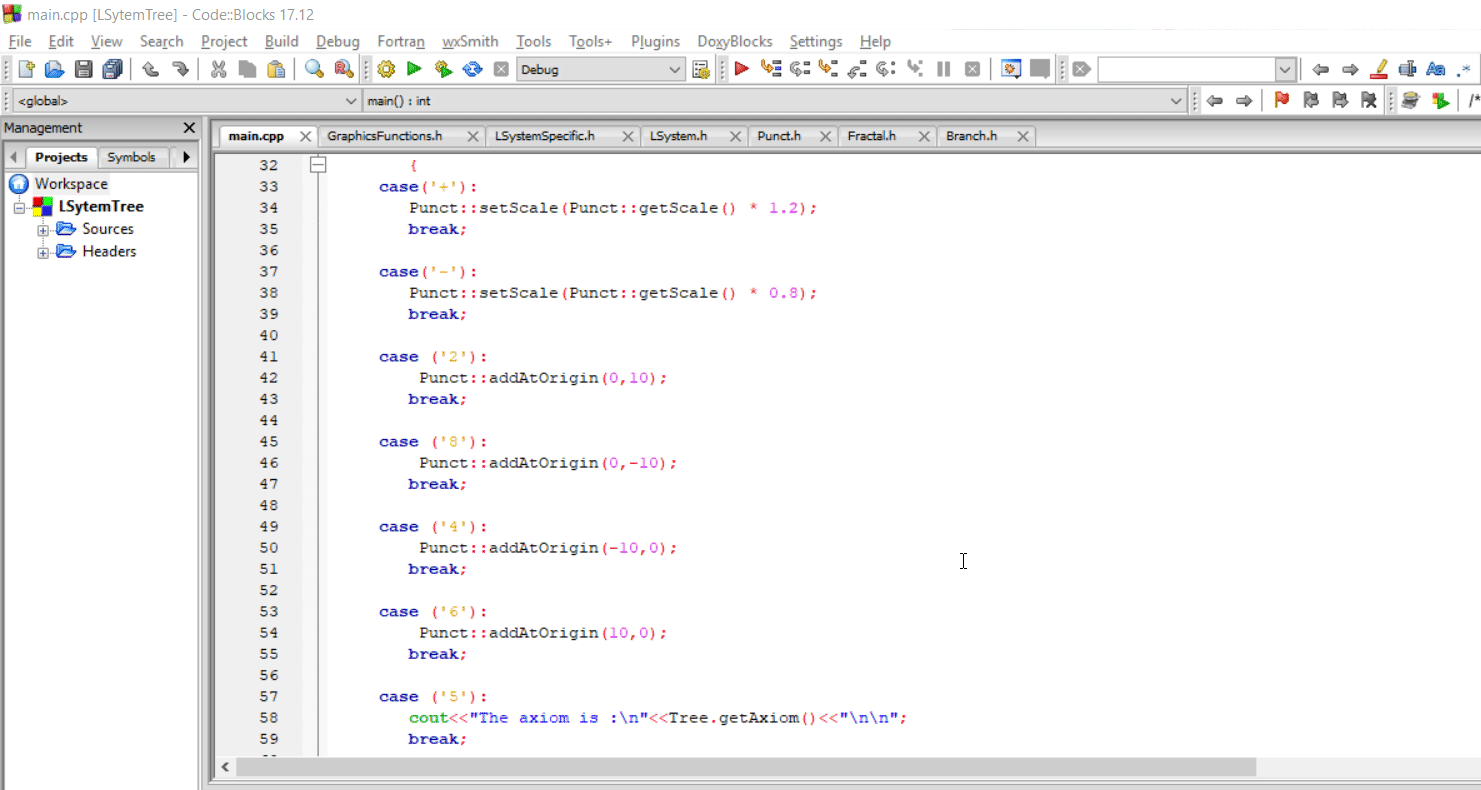 main.cpp [LSytemTree] - Code::Blocks 17.12
File Edit View Search Project Build Debug Fortran wxSmith Tools Tools+ Plugins DoxyBlocks Settings Help
Debug
<global> main() : int
Management
Projects Symbols
Workspace
LSytemTree
Sources
Headers
main.cpp GraphicsFunctions.h LSystemSpecific.h LSystem.h Punct.h Fractal.h Branch.h
32 {
33 case('+'):
34 Punct::setScale(Punct::getScale() * 1.2);
35 break;
36
37 case('-'):
38 Punct::setScale(Punct::getScale() * 0.8);
39 break;
40
41 case ('2'):
42 Punct::addAtOrigin(0,10);
43 break;
44
45 case ('8'):
46 Punct::addAtOrigin(0,-10);
47 break;
48
49 case ('4'):
50 Punct::addAtOrigin(-10,0);
51 break;
52
53 case ('6'):
54 Punct::addAtOrigin(10,0);
55 break;
56
57 case ('5'):
58 cout<<"The axiom is :\n"<<Tree.getAxiom()<<"\n\n";
59 break;